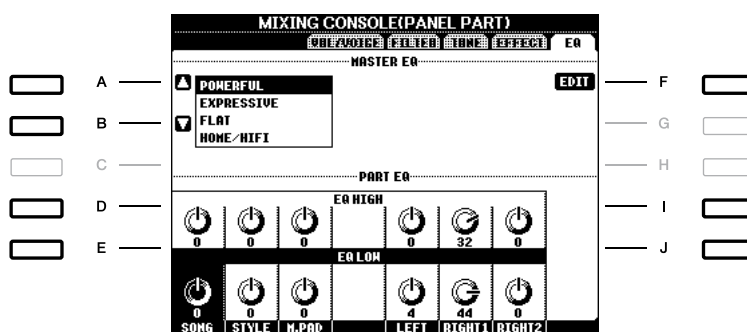 MIXING CONSOLE(PANEL PART)
VOL/VOICE FILTER TUNE EFFECT EQ
MASTER EQ
A POWERFUL EDIT F
EXPRESSIVE
B FLAT G
HOME/HIFI
C H
PART EQ
D EQ HIGH I
0 0 0 0 32 0
E EQ LOW J
0 0 0 4 44 0
SONG STYLE M.PAD LEFT RIGHT1 RIGHT2